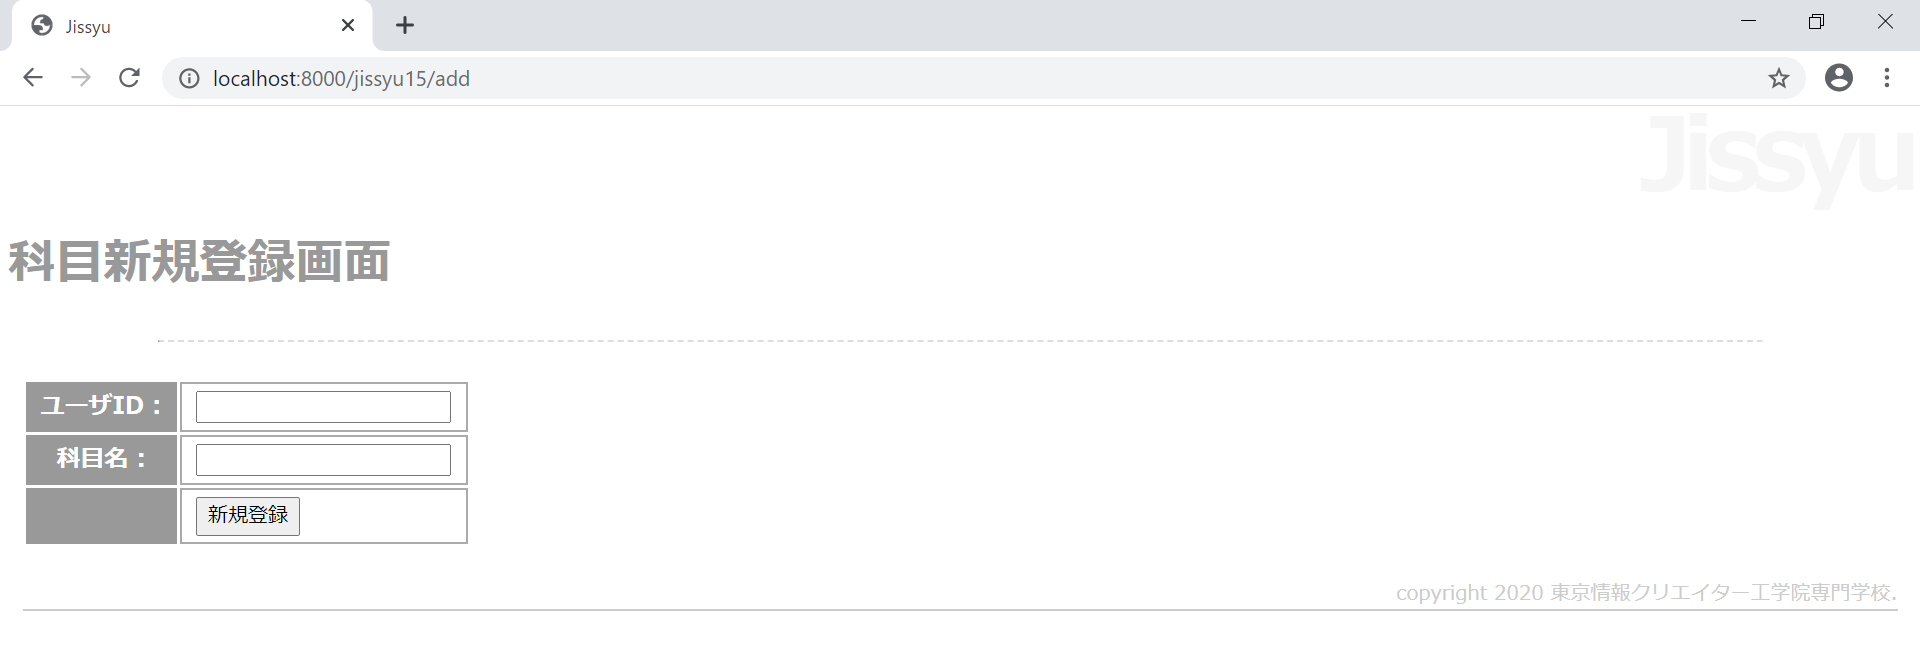 Jissyu
localhost:8000/jissyu15/add
Jissyu
科目新規登録画面
ユーザID：
科目名：
新規登録
copyright 2020 東京情報クリエイター工学院専門学校.